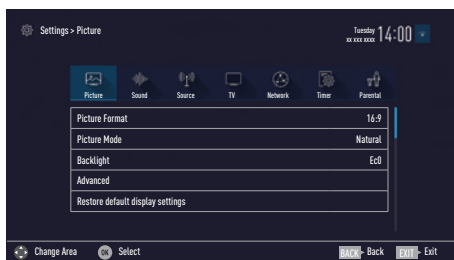 Settings > Picture
Tuesday
xx xxx xxxx
14:00
Picture Sound Source TV Network Timer Parental
Picture Format 16:9
Picture Mode Natural
Backlight Eco
Advanced
Restore default display settings
Change Area OK Select BACK Back EXIT Exit